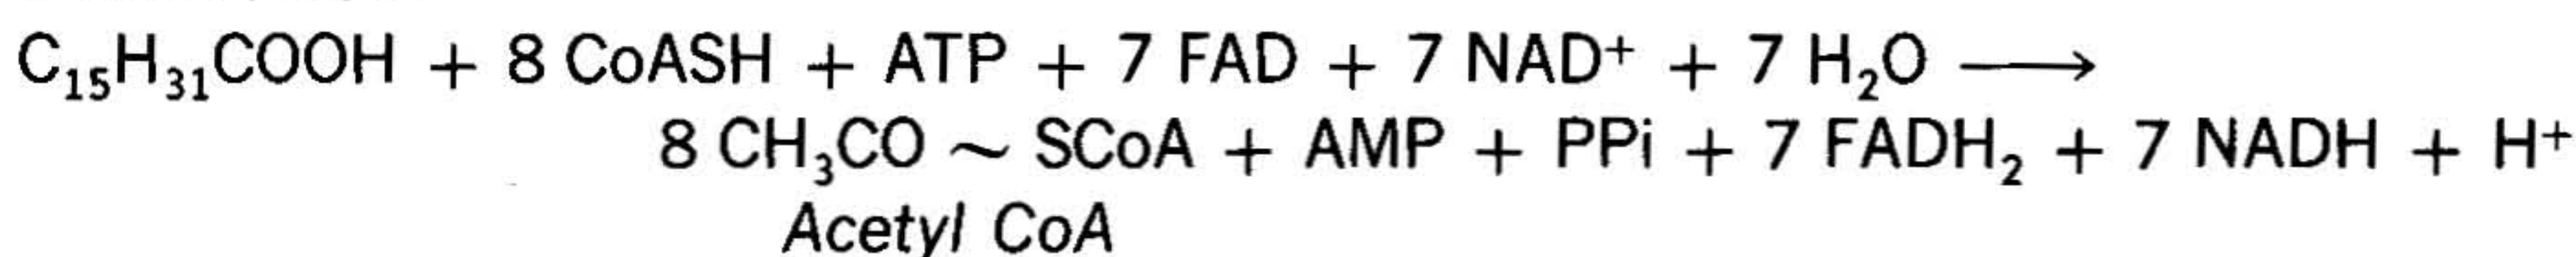 C₁₅H₃₁COOH + 8 CoASH + ATP + 7 FAD + 7 NAD⁺ + 7 H₂O ⟶
8 CH₃CO ~ SCoA + AMP + PPi + 7 FADH₂ + 7 NADH + H⁺
Acetyl CoA